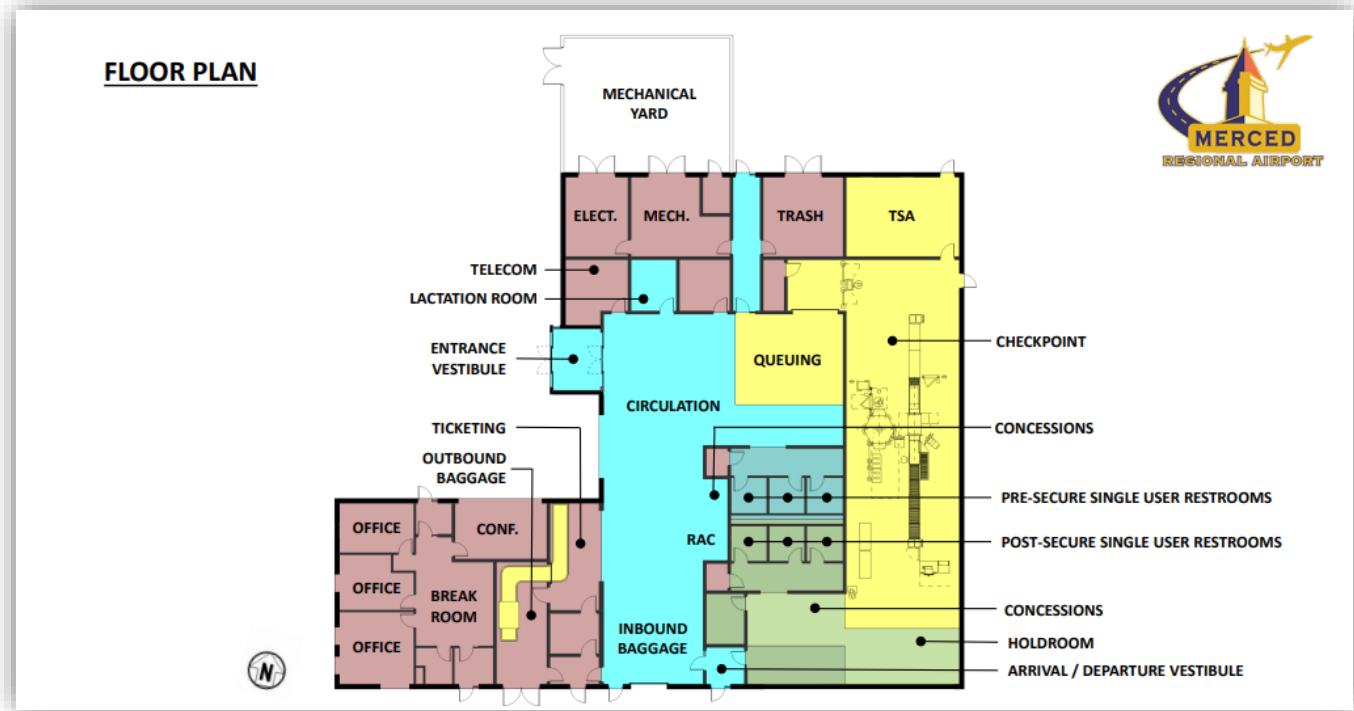 FLOOR PLAN
MERCED
REGIONAL AIRPORT
MECHANICAL
YARD
ELECT.
MECH.
TRASH
TSA
TELECOM
LACTATION ROOM
ENTRANCE
VESTIBULE
QUEUING
CHECKPOINT
CIRCULATION
TICKETING
CONCESSIONS
OUTBOUND
BAGGAGE
PRE-SECURE SINGLE USER RESTROOMS
OFFICE
CONF.
RAC
POST-SECURE SINGLE USER RESTROOMS
OFFICE
BREAK
ROOM
CONCESSIONS
OFFICE
INBOUND
BAGGAGE
HOLDROOM
ARRIVAL / DEPARTURE VESTIBULE
N